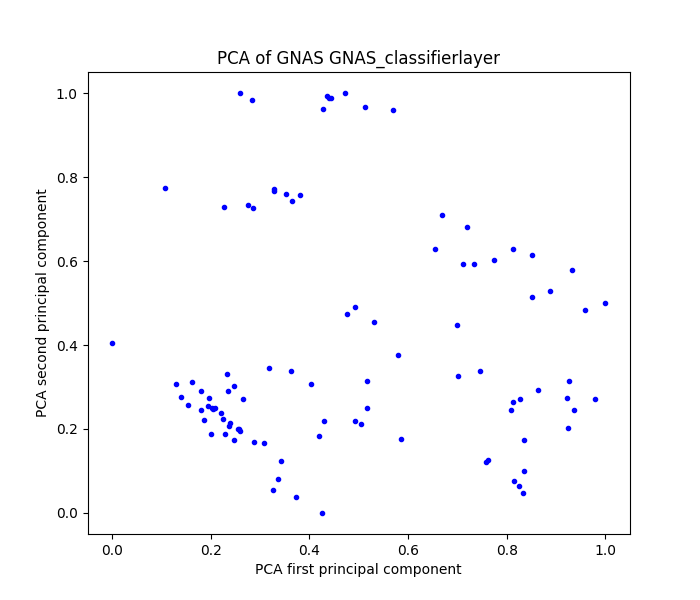 PCA of GNAS GNAS_classifierlayer
1.0
0.8
0.6
0.4
0.2
0.0
PCA second principal component
0.0 0.2 0.4 0.6 0.8 1.0
PCA first principal component